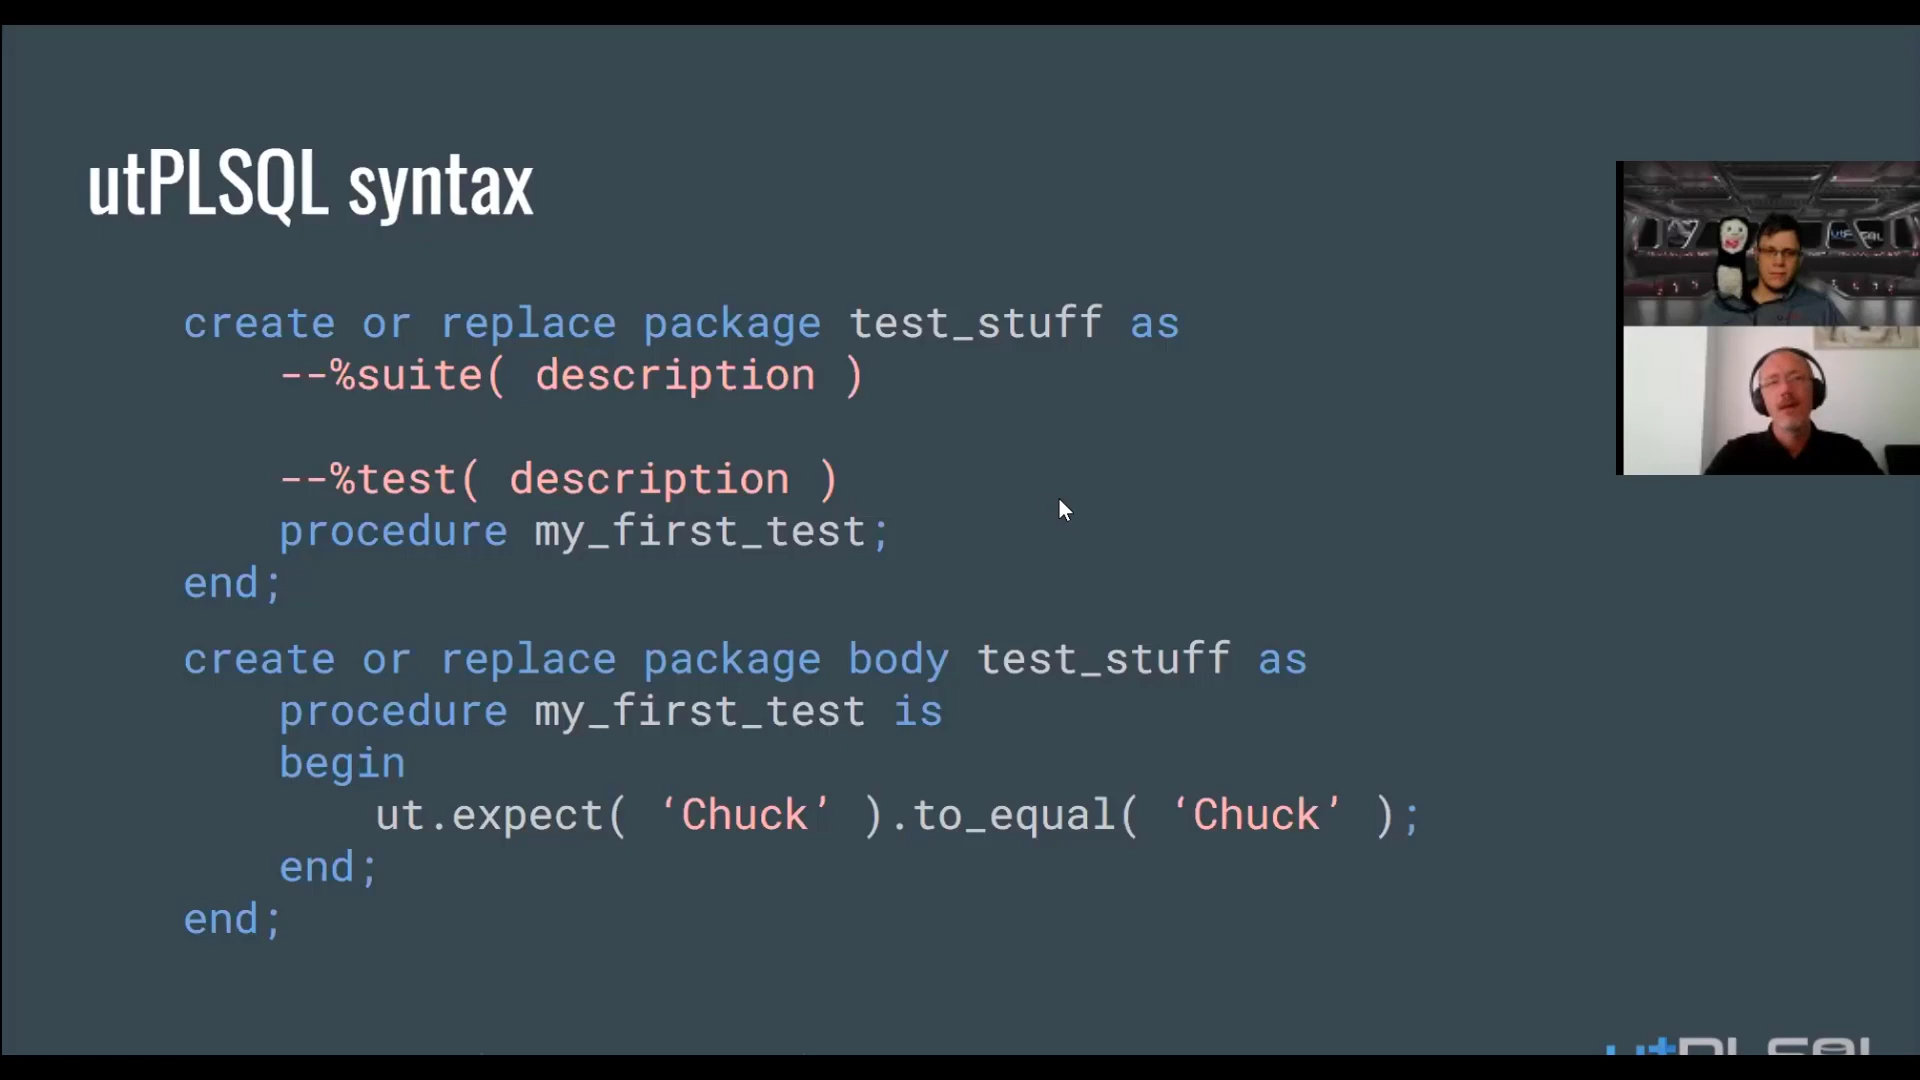 utPLSQL syntax
create or replace package test_stuff as
--%suite( description )
--%test( description )
procedure my_first_test;
end;
create or replace package body test_stuff as
procedure my_first_test is
begin
ut.expect( ‘Chuck’ ).to_equal( ‘Chuck’ );
end;
end;
utPLSQL